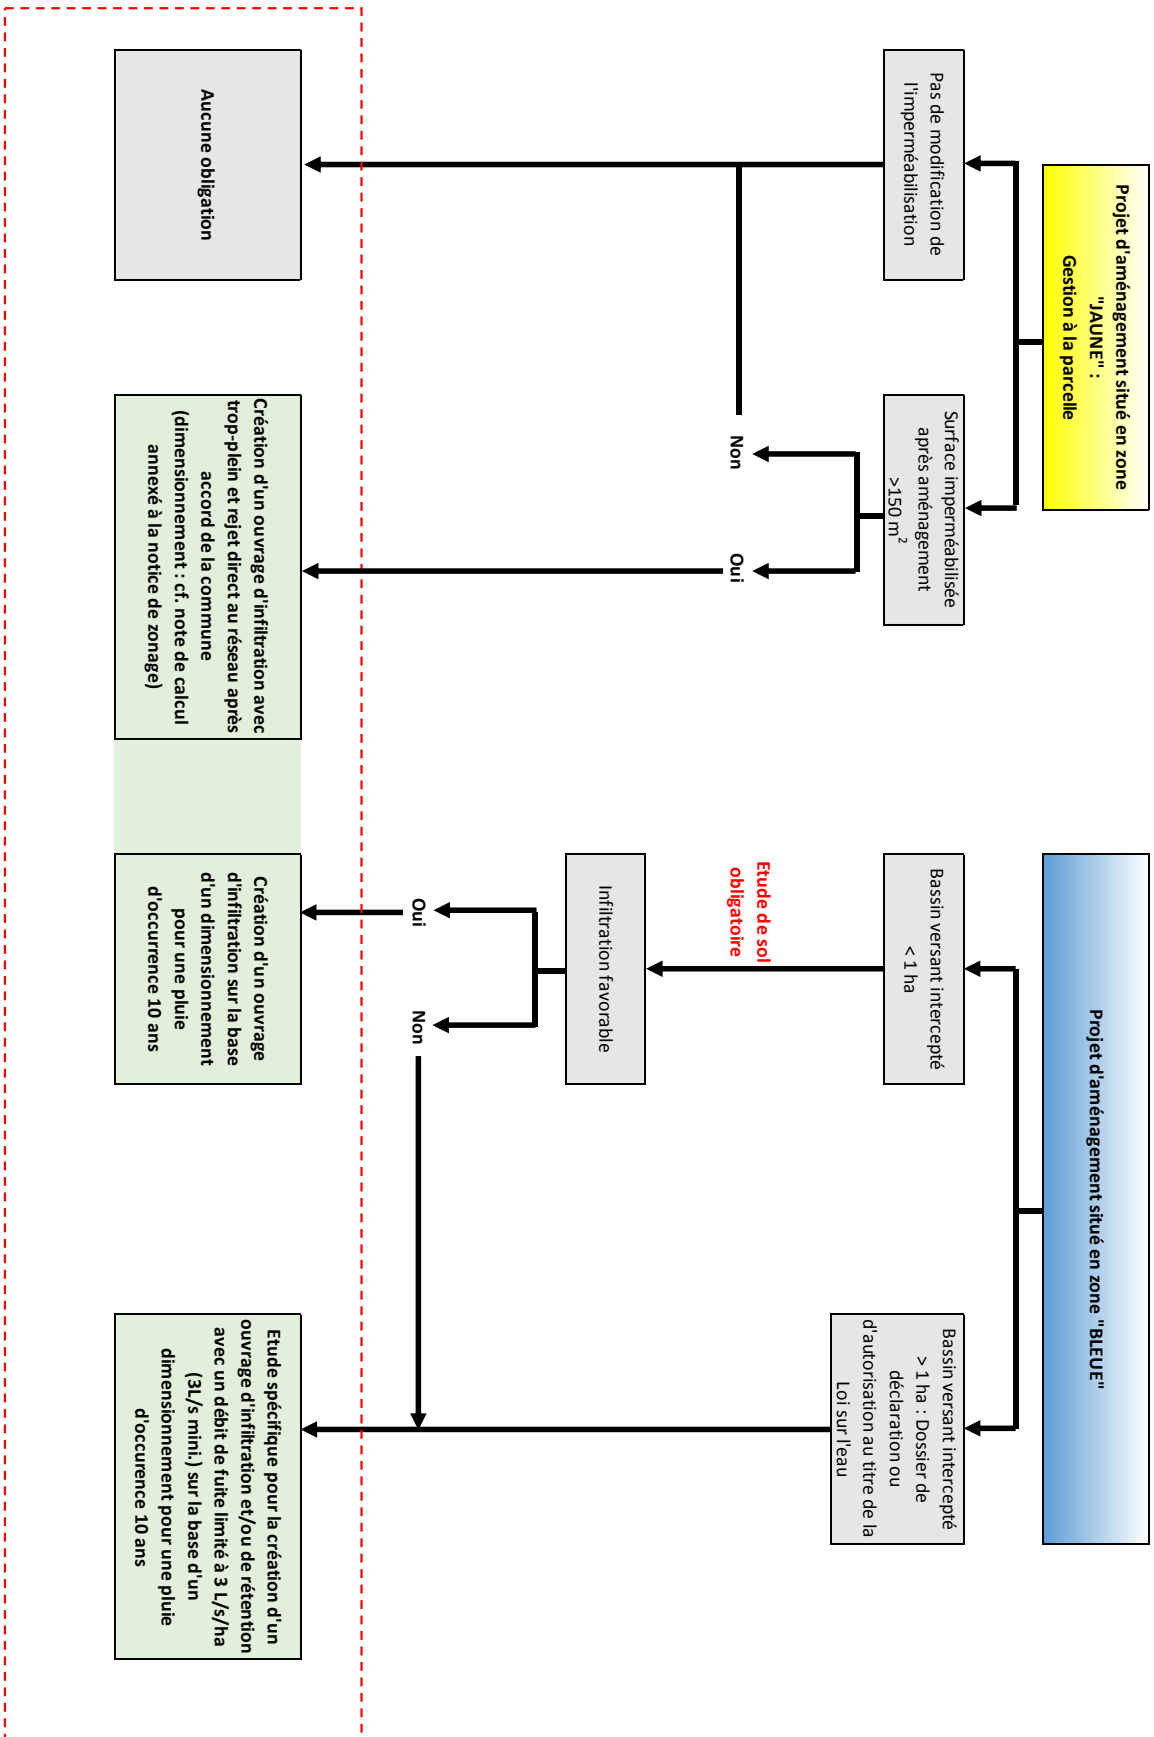 Projet d'aménagement situé en zone
"JAUNE" :
Gestion à la parcelle
Projet d'aménagement situé en zone "BLEUE"
Pas de modification de
l'imperméabilisation
Surface imperméabilisée
après aménagement
>150 m²
Bassin versant intercepté
< 1 ha
Bassin versant intercepté
> 1 ha : Dossier de
déclaration ou
d'autorisation au titre de la
Loi sur l'eau
Non
Oui
Etude de sol
obligatoire
Infiltration favorable
Oui
Non
Aucune obligation
Création d'un ouvrage d'infiltration avec
trop-plein et rejet direct au réseau après
accord de la commune
(dimensionnement : cf. note de calcul
annexé à la notice de zonage)
Création d'un ouvrage
d'infiltration sur la base
d'un dimensionnement
pour une pluie
d'occurrence 10 ans
Etude spécifique pour la création d'un
ouvrage d'infiltration et/ou de rétention
avec un débit de fuite limité à 3 L/s/ha
(3L/s mini.) sur la base d'un
dimensionnement pour une pluie
d'occurence 10 ans